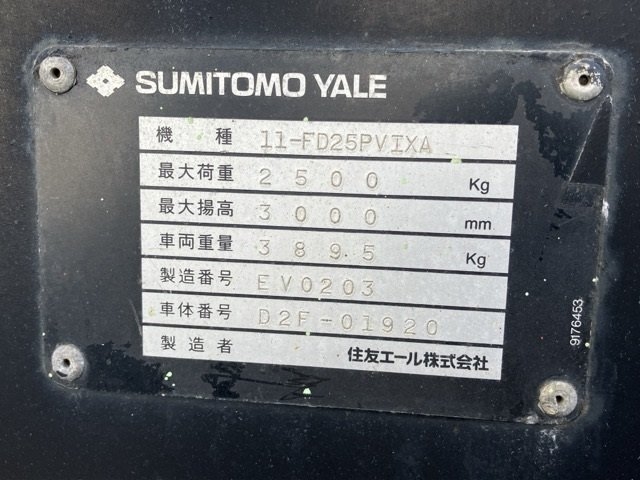 SUMITOMO YALE
機種 11-FD25PVIXA
最大荷重 2500 Kg
最大揚高 3000 mm
車両重量 3895 Kg
製造番号 EV0203
車体番号 D2F-01920
製造者 住友エール株式会社
9176453